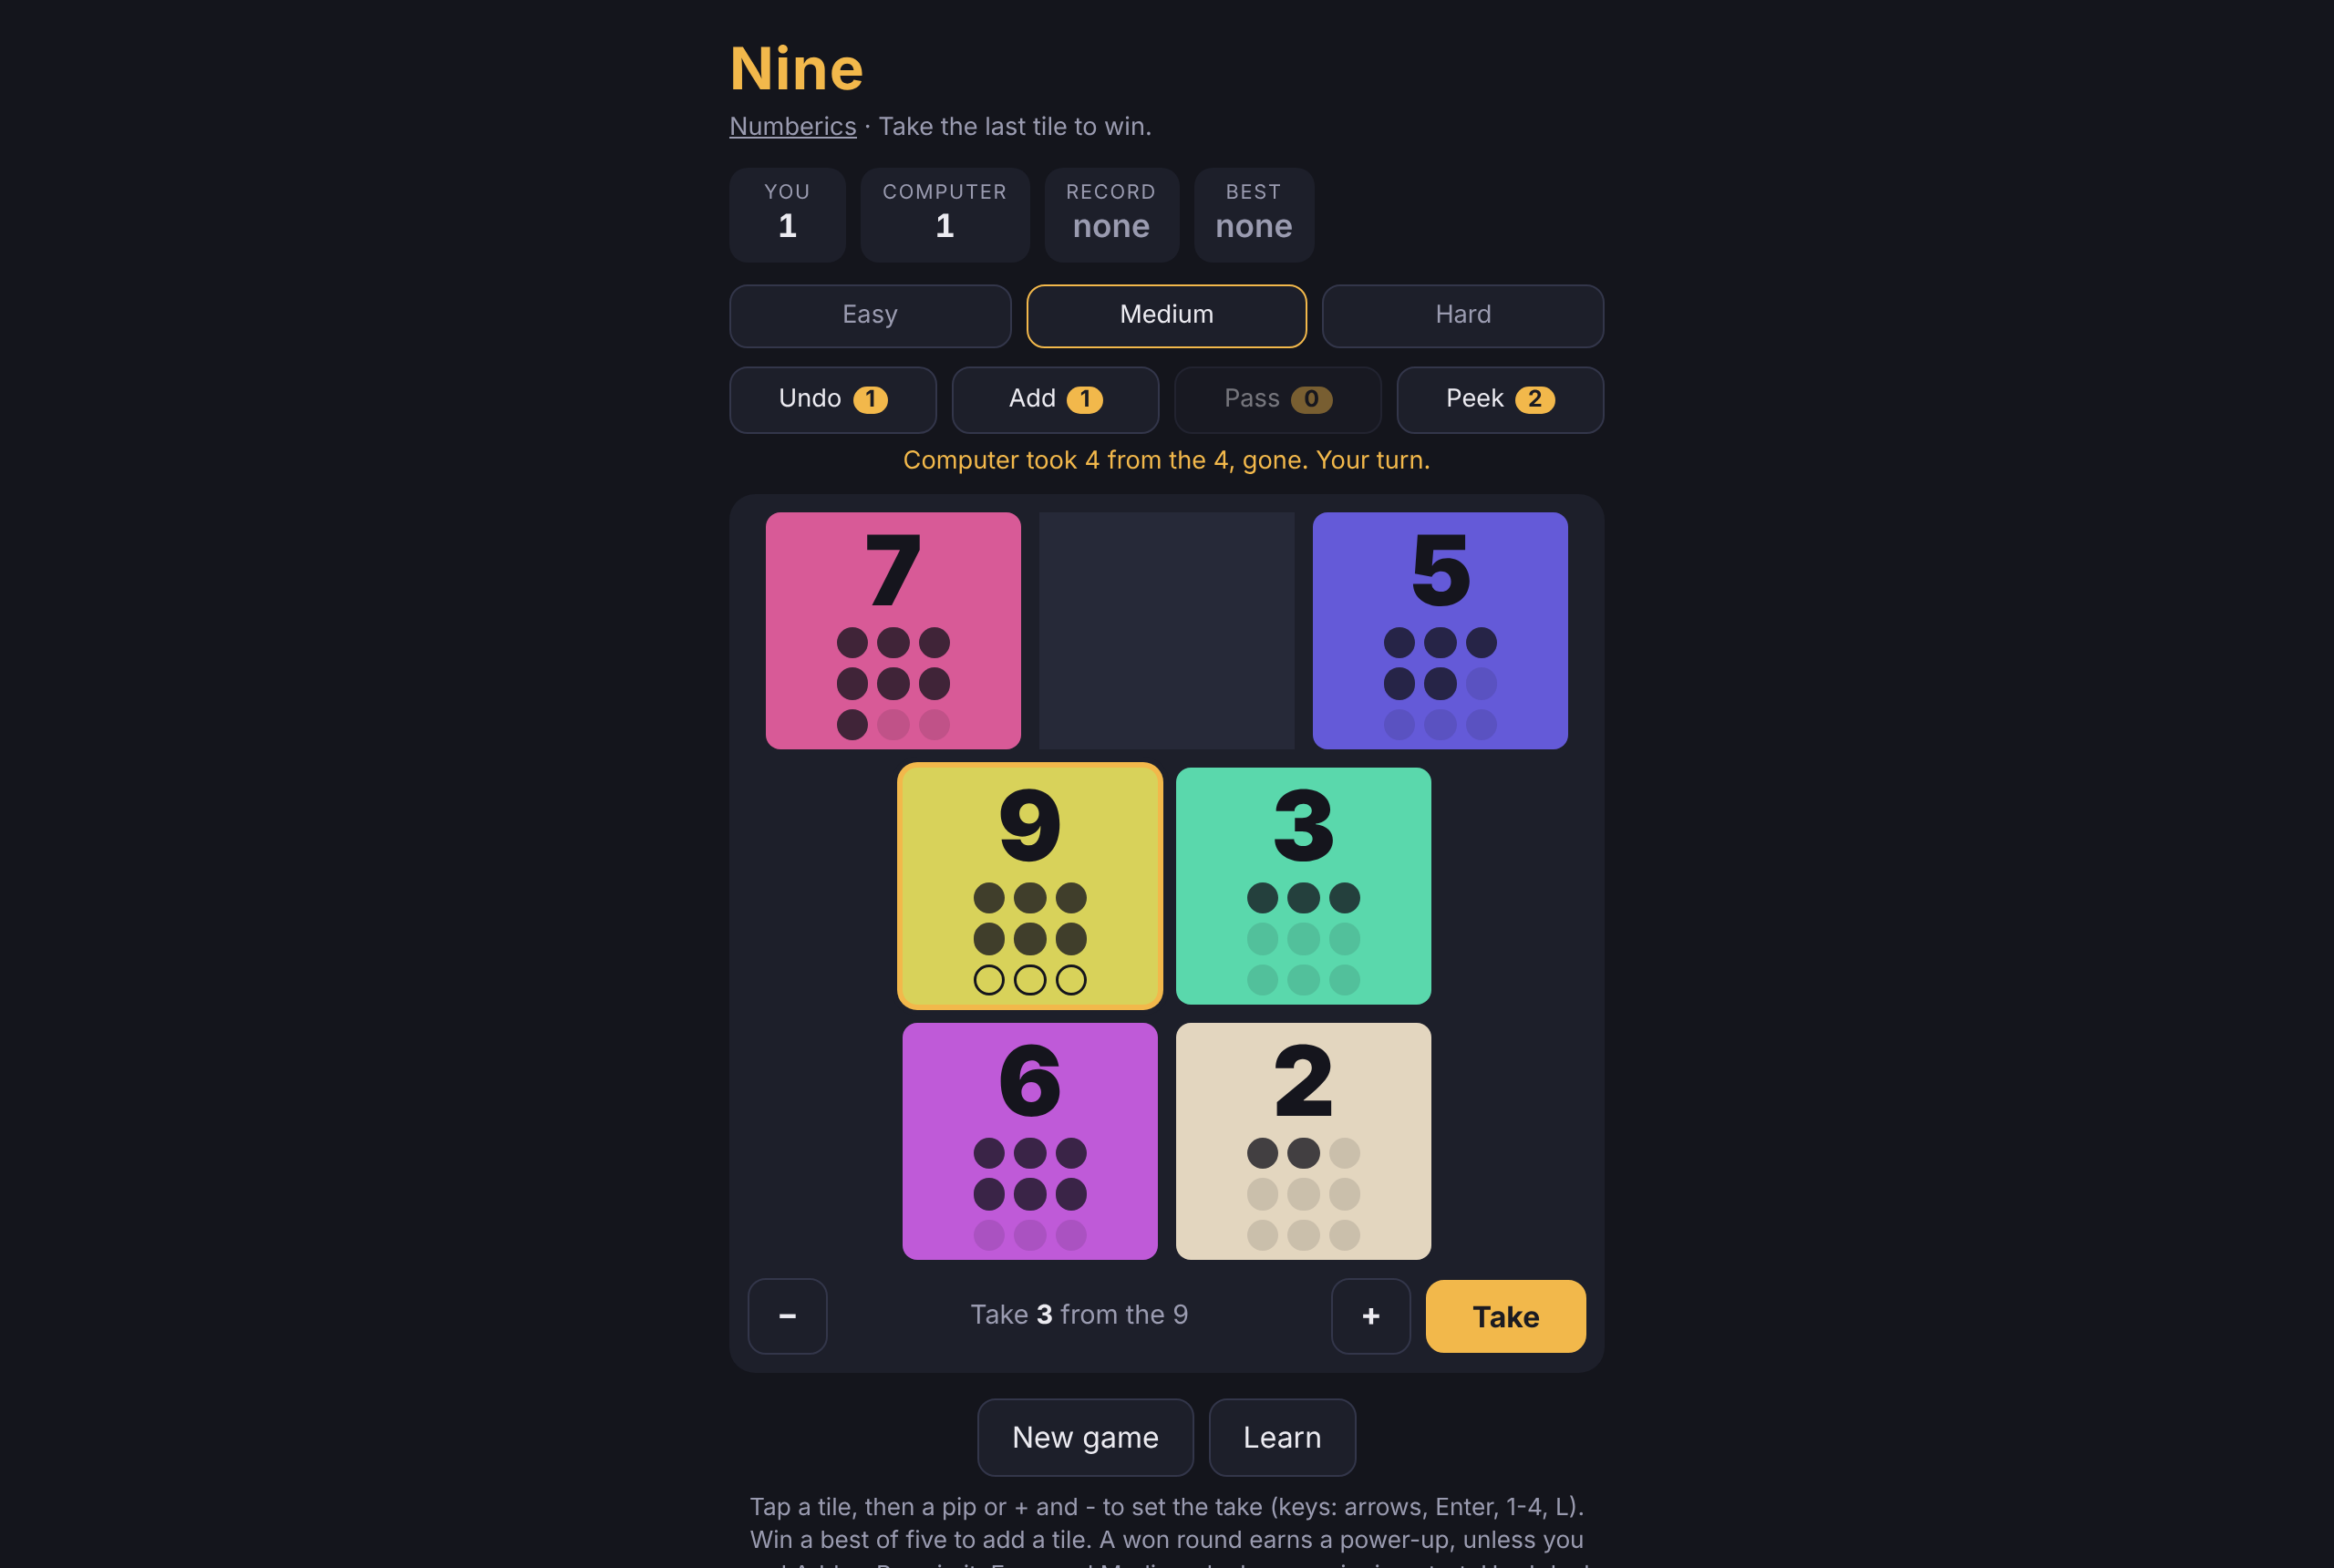 Nine
Numberics · Take the last tile to win.
YOU COMPUTER RECORD BEST
1 1 none none
Easy Medium Hard
Undo 1 Add 1 Pass 0 Peek 2
Computer took 4 from the 4, gone. Your turn.
7 5
9 3
6 2
− Take 3 from the 9 + Take
New game Learn
Tap a tile, then a pip or + and - to set the take (keys: arrows, Enter, 1-4, L).
Win a best of five to add a tile. A won round earns a power-up, unless you